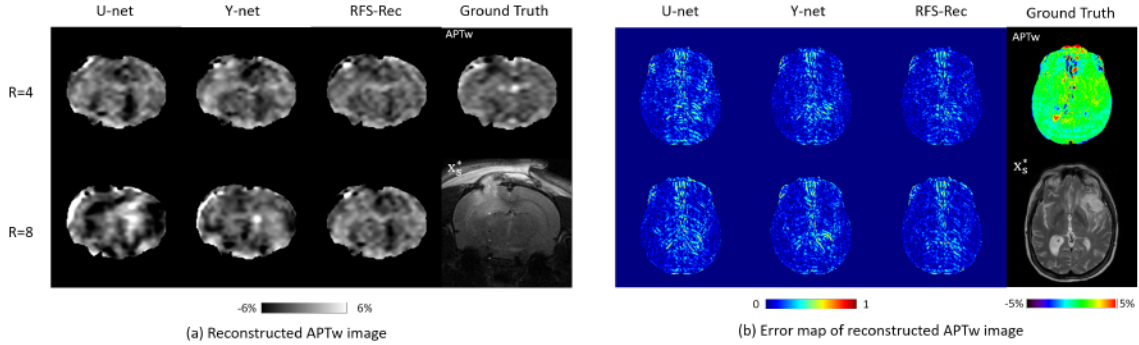 U-net Y-net RFS-Rec Ground Truth
APTw
R=4
x*s
R=8
-6% 6%
(a) Reconstructed APTw image
U-net Y-net RFS-Rec Ground Truth
APTw
x*s
0 1 -5% 5%
(b) Error map of reconstructed APTw image